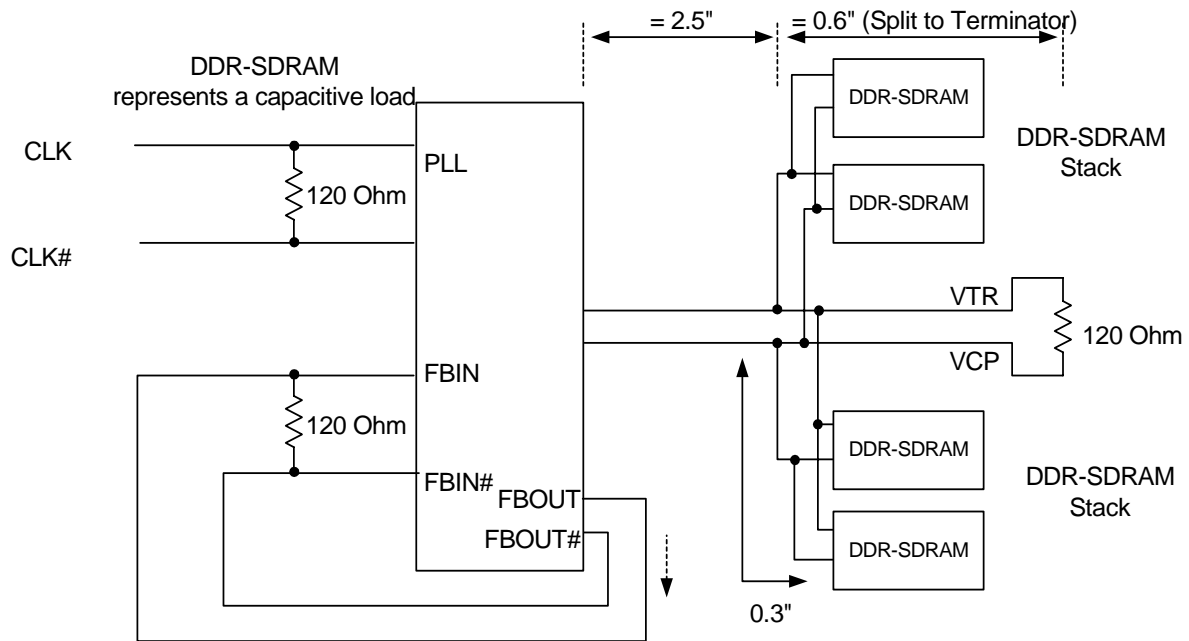 = 2.5"
= 0.6" (Split to Terminator)
DDR-SDRAM
represents a capacitive load
DDR-SDRAM
DDR-SDRAM
Stack
CLK
PLL
120 Ohm
DDR-SDRAM
CLK#
VTR
120 Ohm
VCP
FBIN
120 Ohm
DDR-SDRAM
FBIN#
FBOUT
DDR-SDRAM
Stack
FBOUT#
DDR-SDRAM
0.3"